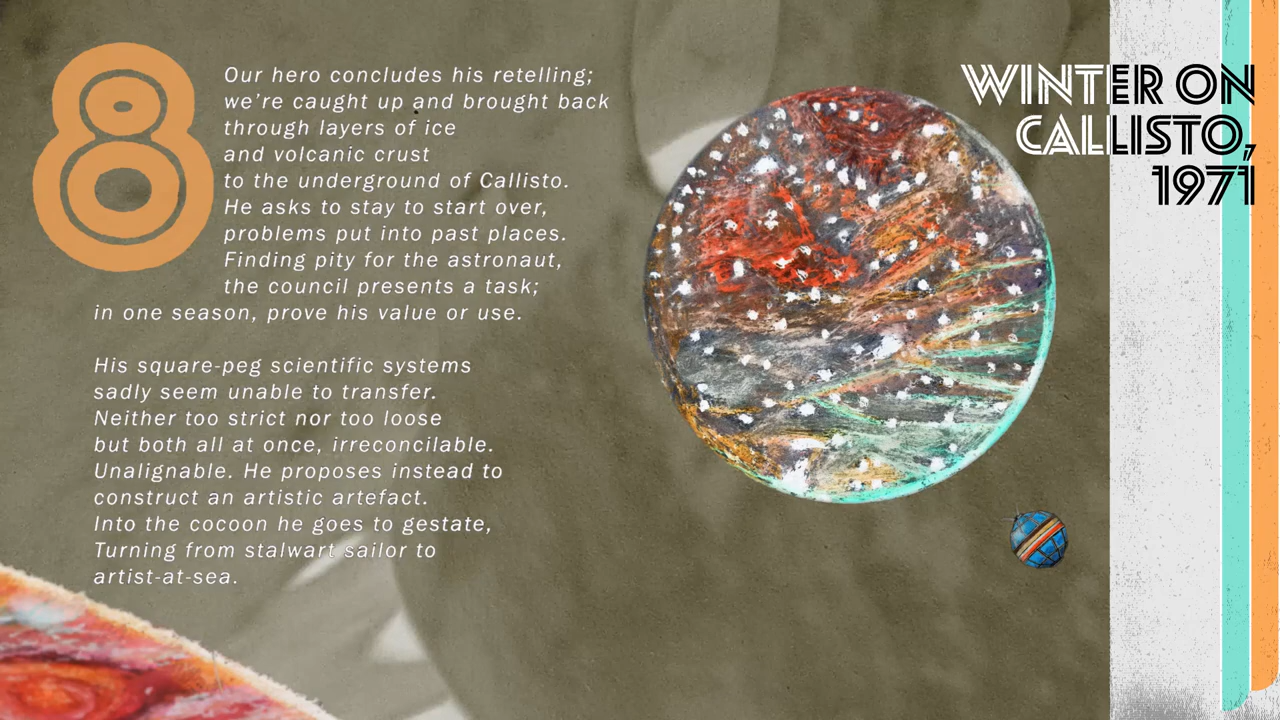 8
Our hero concludes his retelling;
we're caught up and brought back
through layers of ice
and volcanic crust
to the underground of Callisto.
He asks to stay to start over,
problems put into past places.
Finding pity for the astronaut,
the council presents a task;
in one season, prove his value or use.
His square-peg scientific systems
sadly seem unable to transfer.
Neither too strict nor too loose
but both all at once, irreconcilable.
Unalignable. He proposes instead to
construct an artistic artefact.
Into the cocoon he goes to gestate,
Turning from stalwart sailor to
artist-at-sea.
WINTER ON
CALLISTO,
1971